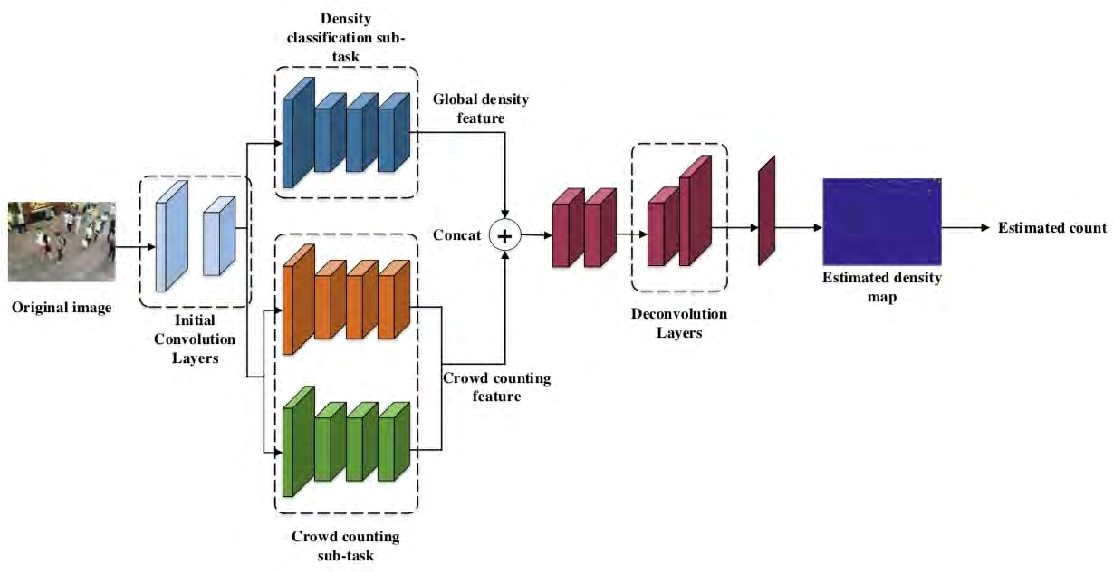 Density
classification sub-
task
Global density
feature
Concat
+
Original image
Initial
Convolution
Layers
Crowd counting
feature
Crowd counting
sub-task
Deconvolution
Layers
Estimated density
map
Estimated count